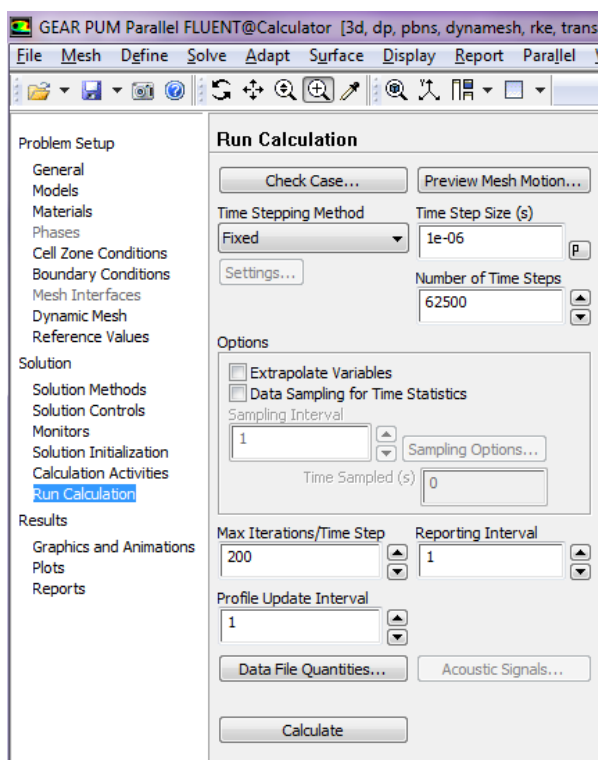 GEAR PUM Parallel FLUENT@Calculator [3d, dp, pbns, dynamesh, rke, trans
File Mesh Define Solve Adapt Surface Display Report Parallel
Problem Setup
General
Models
Materials
Phases
Cell Zone Conditions
Boundary Conditions
Mesh Interfaces
Dynamic Mesh
Reference Values
Solution
Solution Methods
Solution Controls
Monitors
Solution Initialization
Calculation Activities
Run Calculation
Results
Graphics and Animations
Plots
Reports
Run Calculation
Check Case... Preview Mesh Motion...
Time Stepping Method Time Step Size (s)
Fixed 1e-06 P
Settings... Number of Time Steps
62500
Options
Extrapolate Variables
Data Sampling for Time Statistics
Sampling Interval
1 Sampling Options...
Time Sampled (s) 0
Max Iterations/Time Step Reporting Interval
200 1
Profile Update Interval
1
Data File Quantities... Acoustic Signals...
Calculate